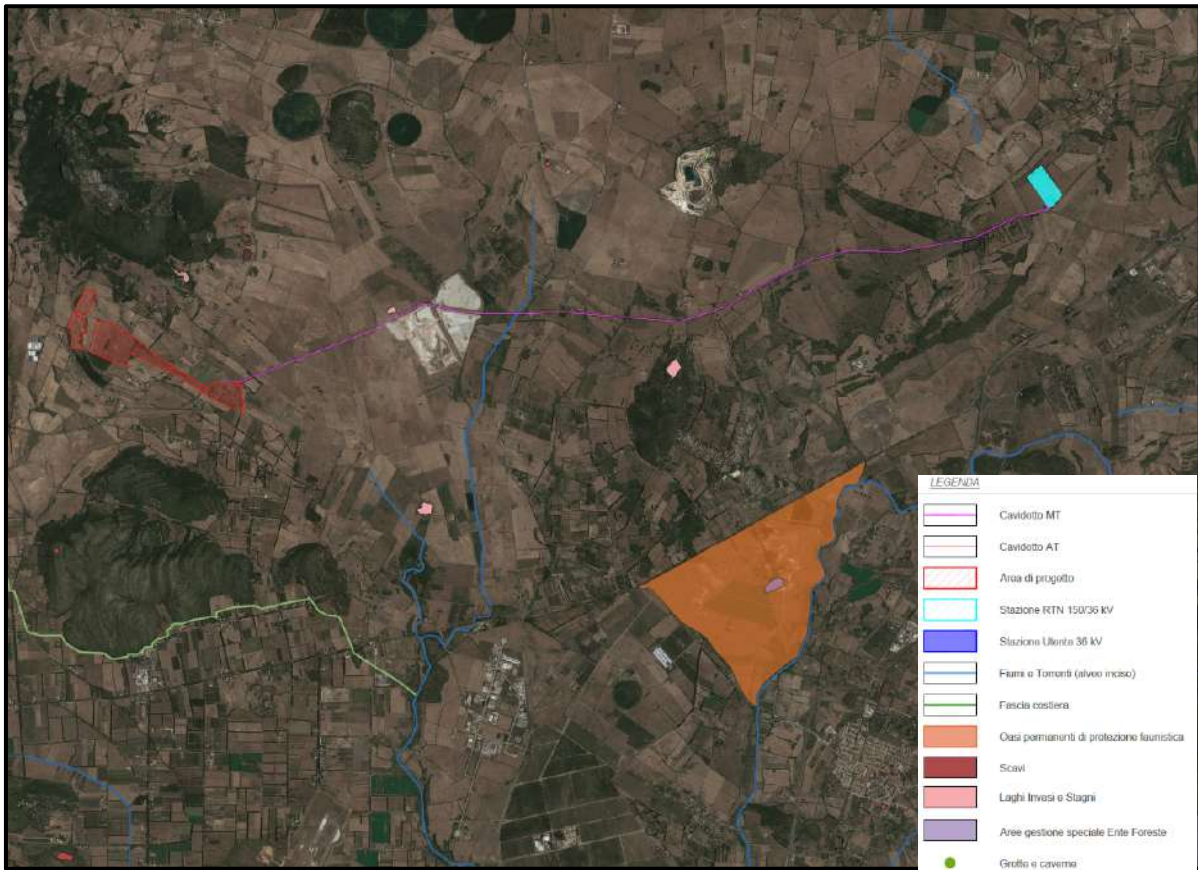 LEGENDA
Cavidotto MT
Cavidotto AT
Area di progetto
Stazione RTN 150/36 kV
Stazione Utente 36 kV
Fiumi e Torrenti (alveo inciso)
Fascia costiera
Oasi permanenti di protezione faunistica
Scavi
Laghi Invasi e Stagni
Aree gestione speciale Ente Foreste
Grotte e caverne